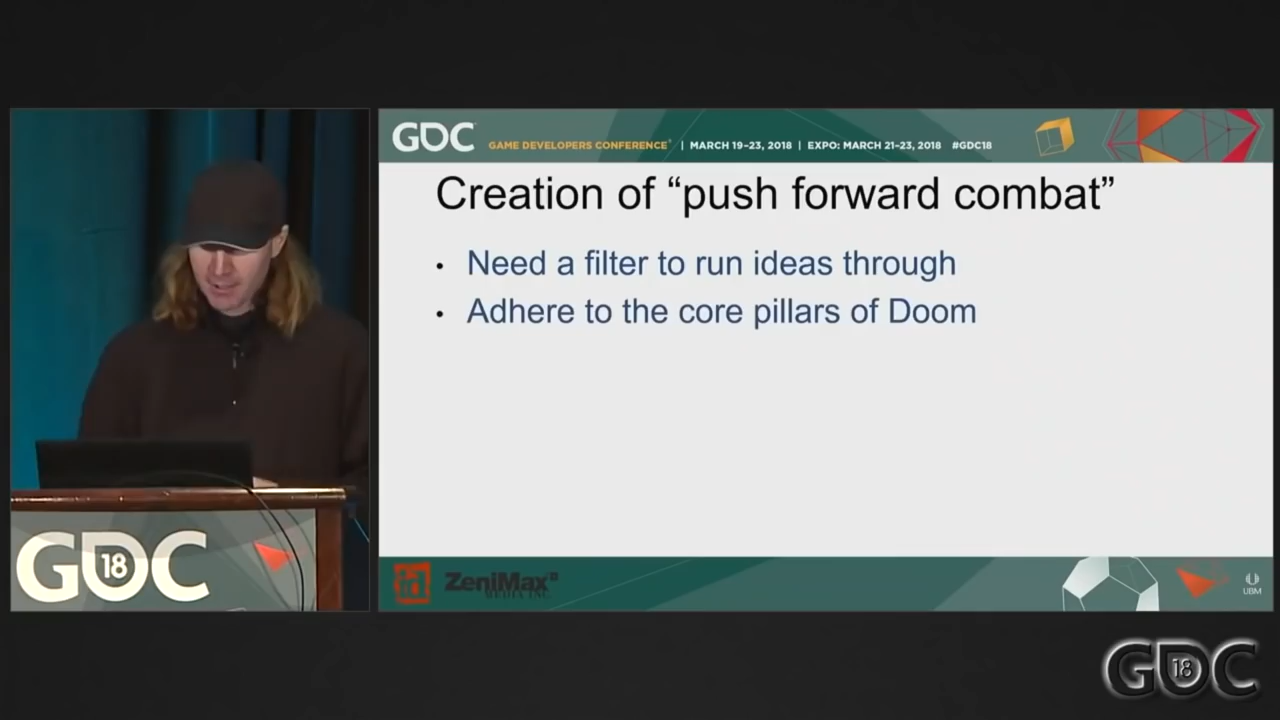 GDC GAME DEVELOPERS CONFERENCE® | MARCH 19–23, 2018 | EXPO: MARCH 21–23, 2018 #GDC18
Creation of “push forward combat”
• Need a filter to run ideas through
• Adhere to the core pillars of Doom
GDC 18
id ZeniMax®
MEDIA INC.
UBM
GDC 18